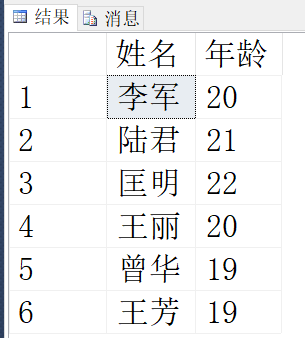 结果 消息
姓名 年龄
1 李军 20
2 陆君 21
3 匡明 22
4 王丽 20
5 曾华 19
6 王芳 19